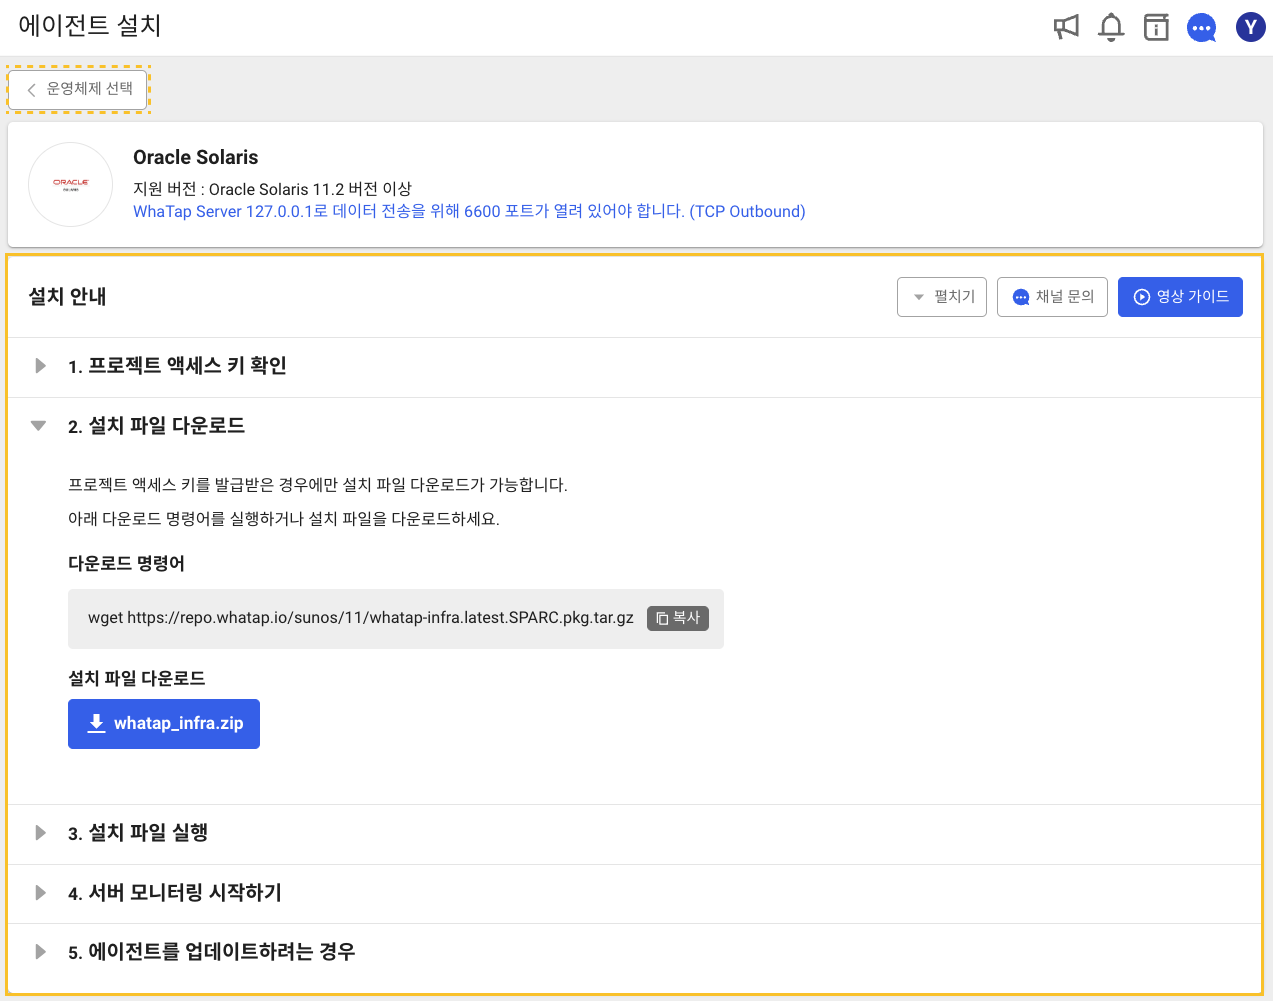 에이전트 설치
Y
운영체제 선택
ORACLE
SOLARIS
Oracle Solaris
지원 버전 : Oracle Solaris 11.2 버전 이상
WhaTap Server 127.0.0.1로 데이터 전송을 위해 6600 포트가 열려 있어야 합니다. (TCP Outbound)
설치 안내
펼치기
채널 문의
영상 가이드
1. 프로젝트 액세스 키 확인
2. 설치 파일 다운로드
프로젝트 액세스 키를 발급받은 경우에만 설치 파일 다운로드가 가능합니다.
아래 다운로드 명령어를 실행하거나 설치 파일을 다운로드하세요.
다운로드 명령어
wget https://repo.whatap.io/sunos/11/whatap-infra.latest.SPARC.pkg.tar.gz
복사
설치 파일 다운로드
whatap_infra.zip
3. 설치 파일 실행
4. 서버 모니터링 시작하기
5. 에이전트를 업데이트하려는 경우